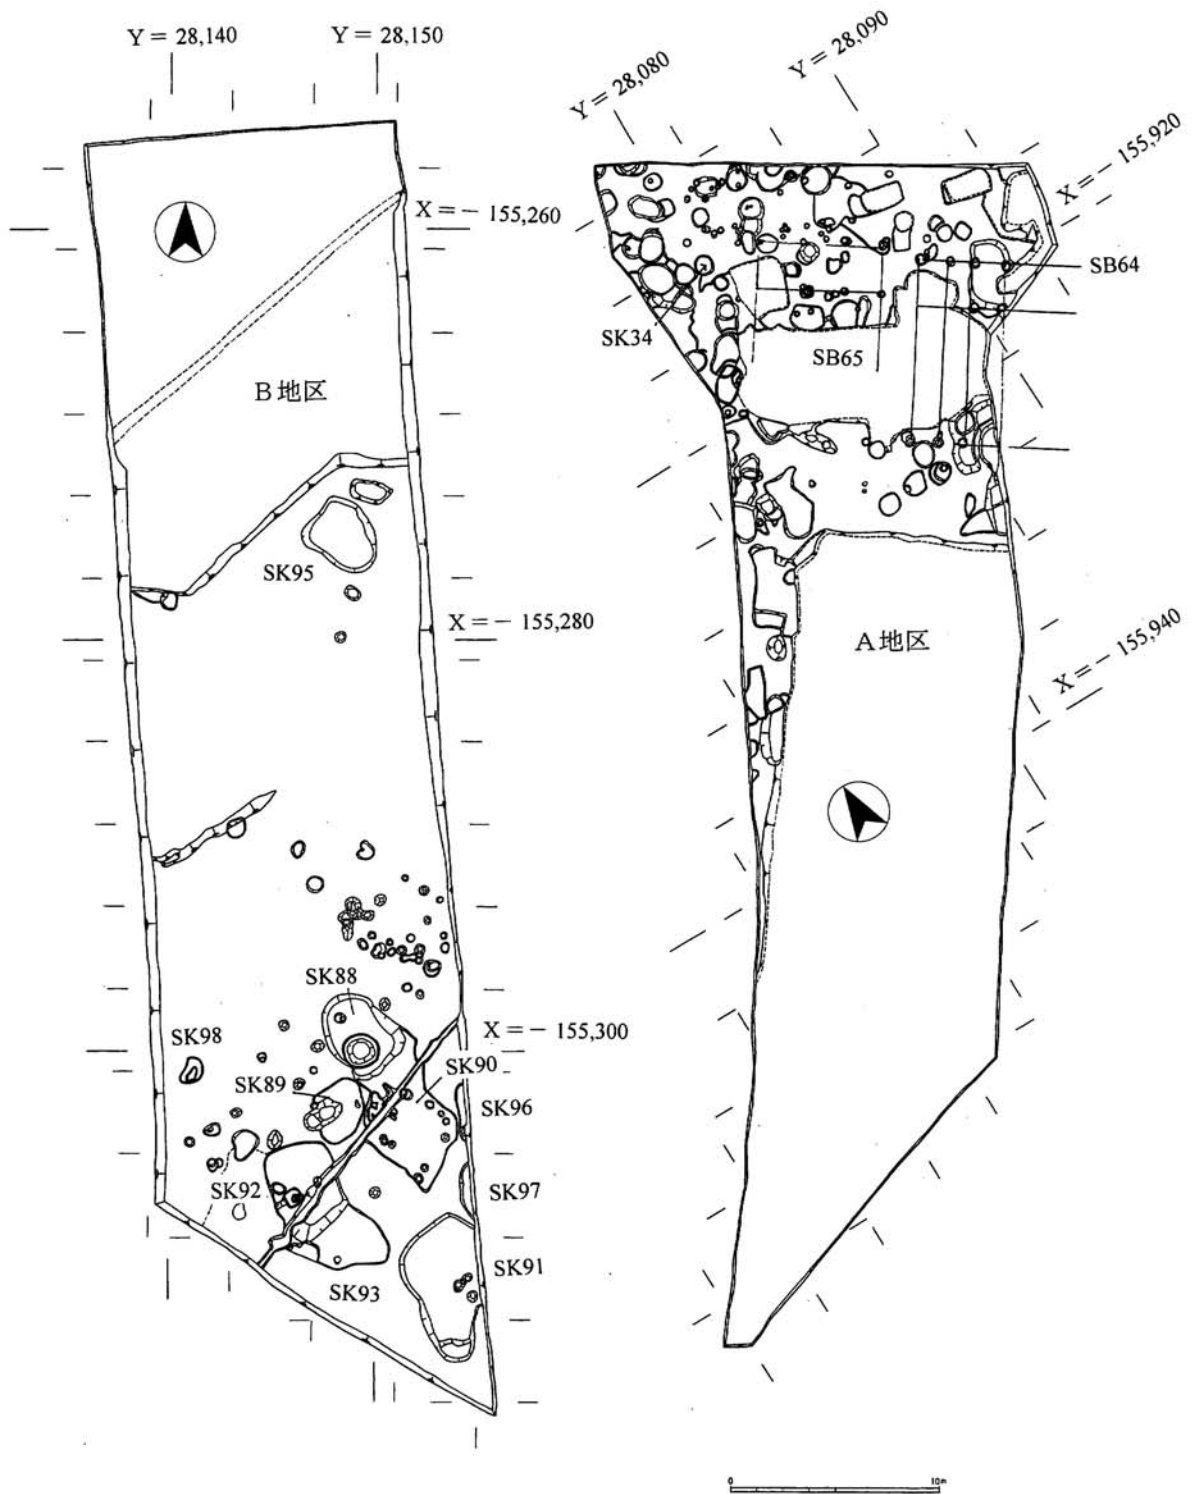 Y = 28,140
Y = 28,150
X = − 155,260
B地区
SK95
X = − 155,280
SK88
X = − 155,300
SK98
SK90
SK89
SK96
SK92
SK97
SK91
SK93
Y = 28,080
Y = 28,090
X = − 155,920
SB64
SK34
SB65
A地区
X = − 155,940
0
10m